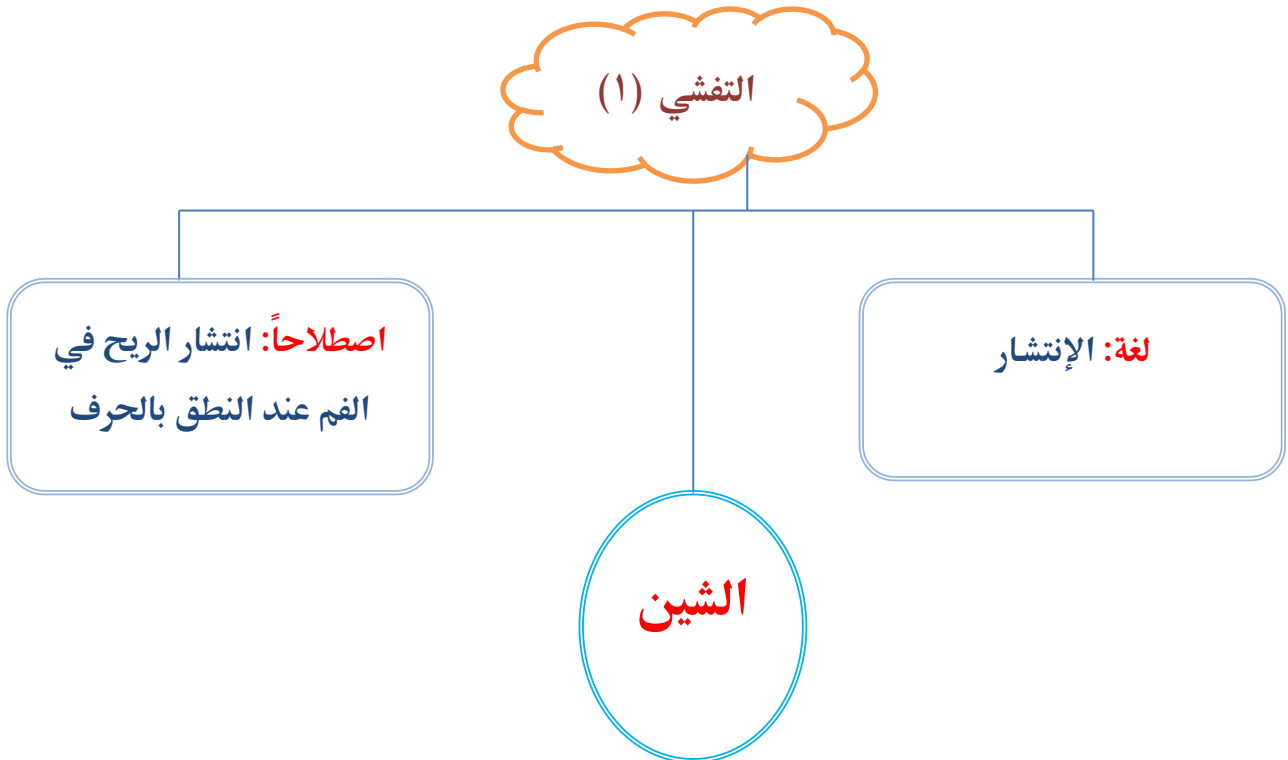 التفشي (١)
لغة: الإنتشار
اصطلاحاً: انتشار الريح في
الفم عند النطق بالحرف
الشين